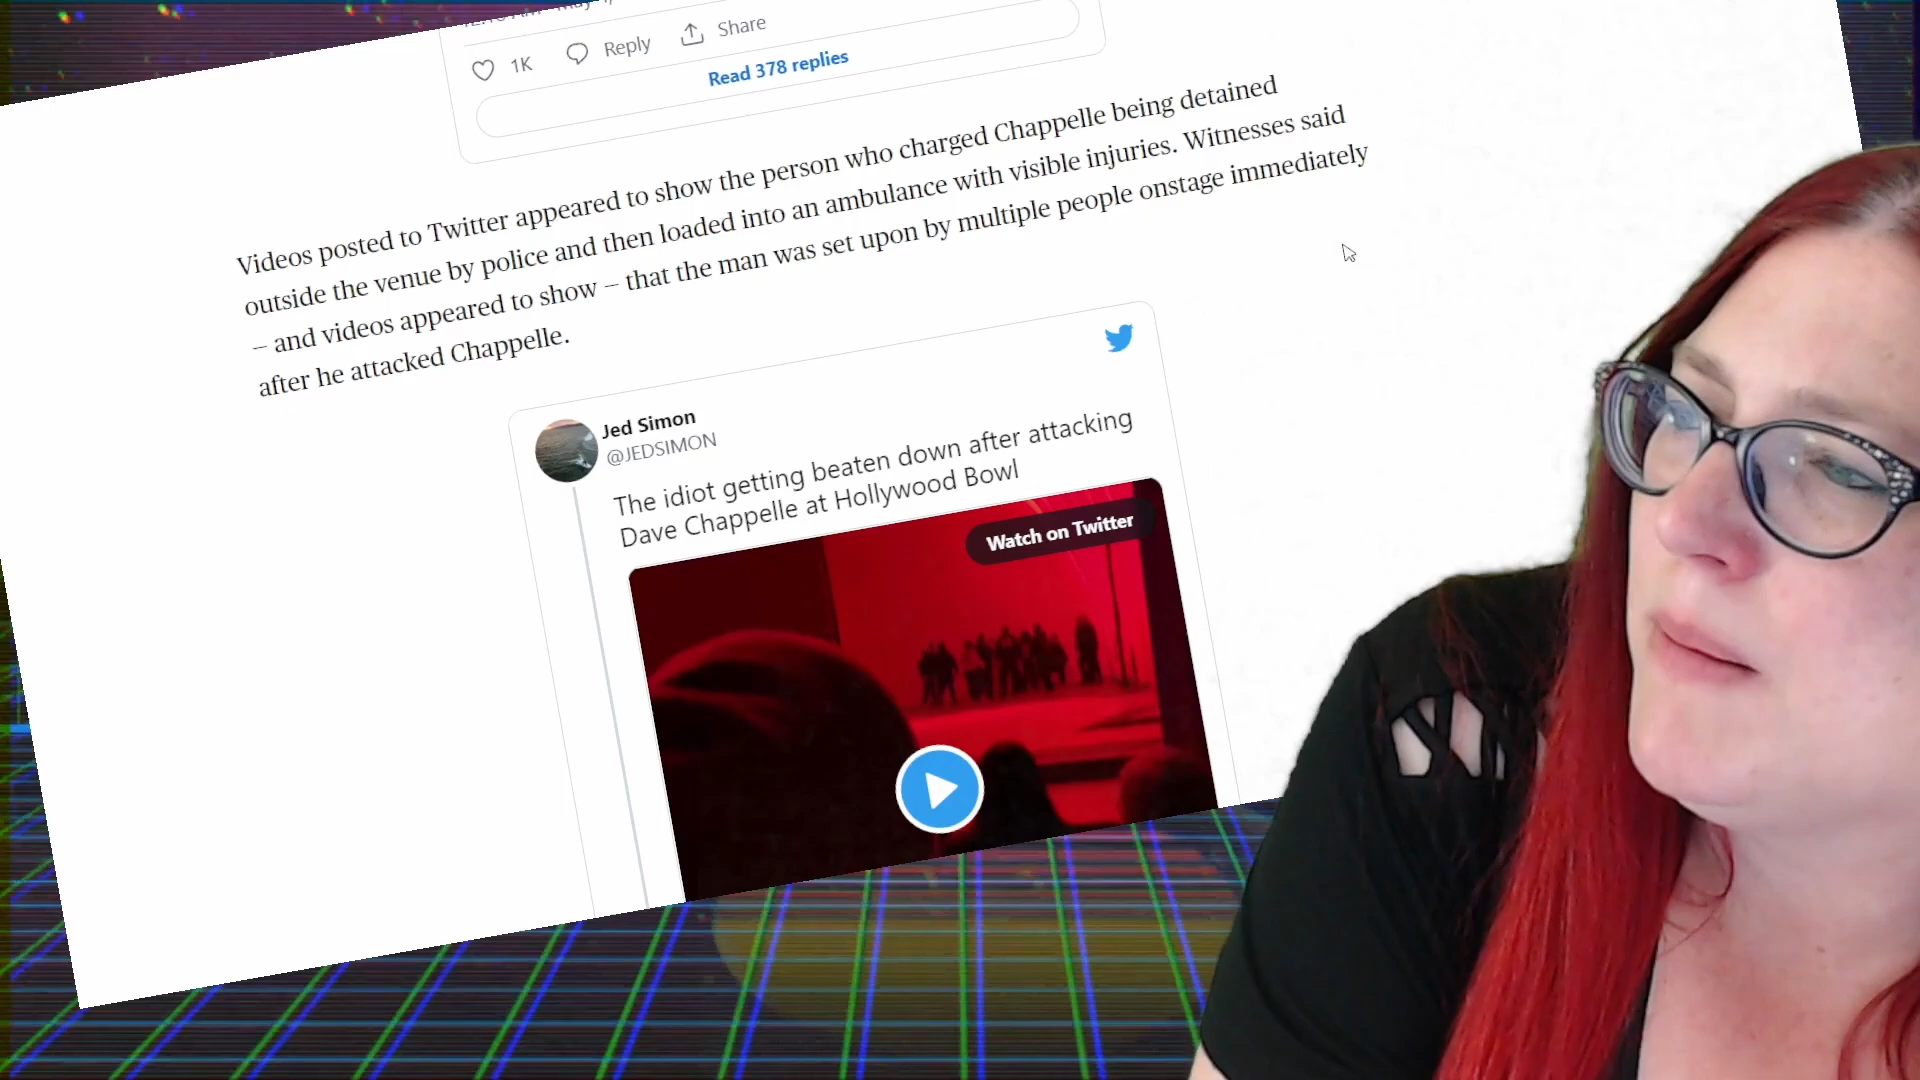 1K Reply Share
Read 378 replies
Videos posted to Twitter appeared to show the person who charged Chappelle being detained
outside the venue by police and then loaded into an ambulance with visible injuries. Witnesses said
– and videos appeared to show – that the man was set upon by multiple people onstage immediately
after he attacked Chappelle.
Jed Simon
@JEDSIMON
The idiot getting beaten down after attacking
Dave Chappelle at Hollywood Bowl
Watch on Twitter